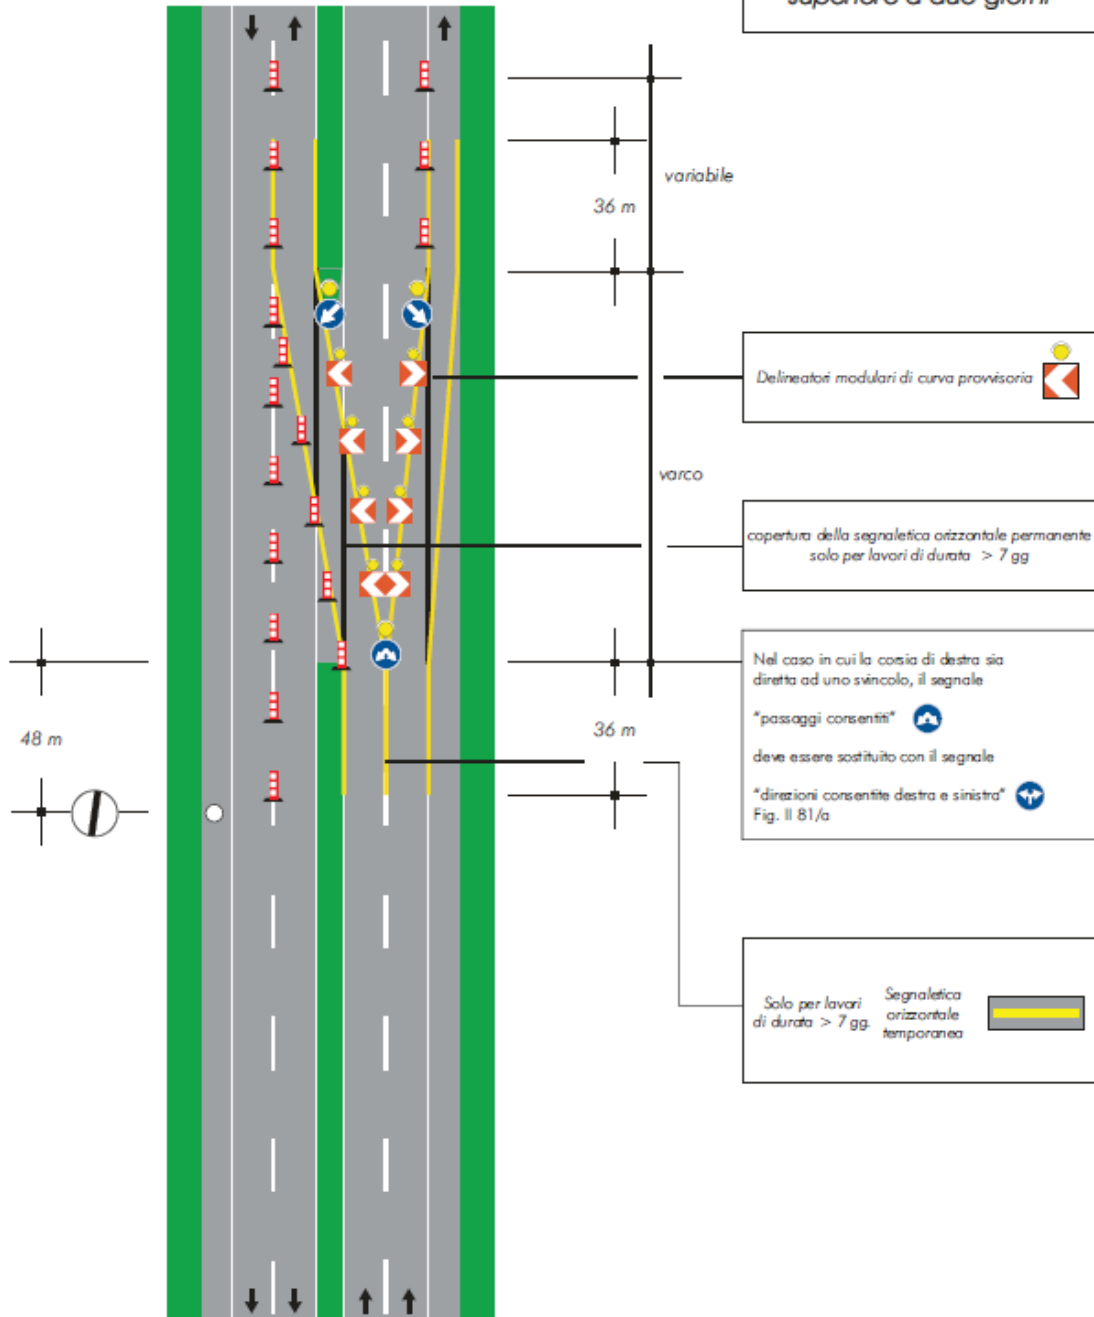 superiore a due giorni
variabile
36 m
Delineatori modulari di curva provvisoria
varco
copertura della segnaletica orizzontale permanente
solo per lavori di durata > 7 gg
Nel caso in cui la corsia di destra sia
diretta ad uno svincolo, il segnale
"passaggi consentiti"
deve essere sostituito con il segnale
"direzioni consentite destra e sinistra"
Fig. II 81/a
48 m
36 m
Solo per lavori
di durata > 7 gg.
Segnaletica
orizzontale
temporanea